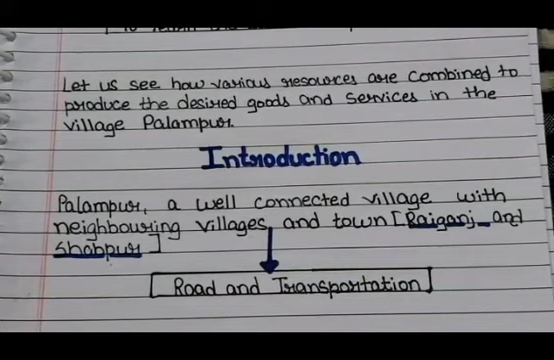 Let us see how various resources are combined to
produce the desired goods and services in the
village Palampur.
Introduction
Palampur, a well connected village with
neighbouring villages and town [Raiganj and
Shahpur]
[Road and Transportation]